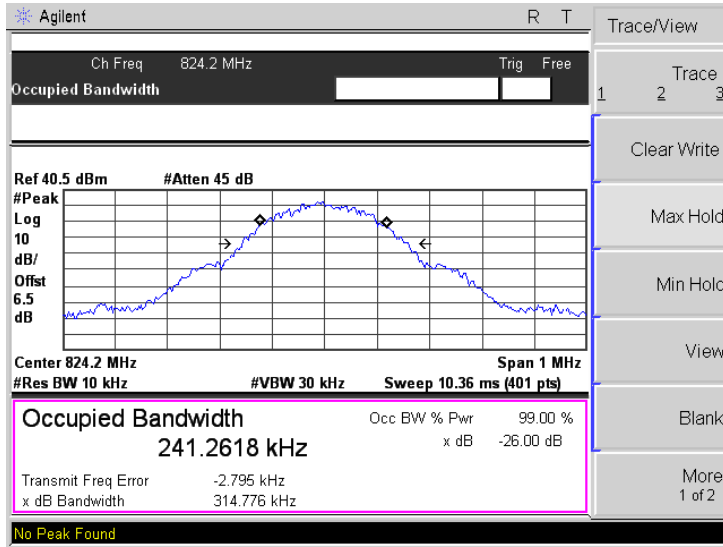 Agilent R T
Ch Freq 824.2 MHz Trig Free
Occupied Bandwidth
Ref 40.5 dBm #Atten 45 dB
#Peak
Log
10
dB/
Offst
6.5
dB
Center 824.2 MHz Span 1 MHz
#Res BW 10 kHz #VBW 30 kHz Sweep 10.36 ms (401 pts)
Occupied Bandwidth Occ BW % Pwr 99.00 %
241.2618 kHz x dB -26.00 dB
Transmit Freq Error -2.795 kHz
x dB Bandwidth 314.776 kHz
No Peak Found
Trace/View
Trace
1 2 3
Clear Write
Max Hold
Min Hold
View
Blank
More
1 of 2